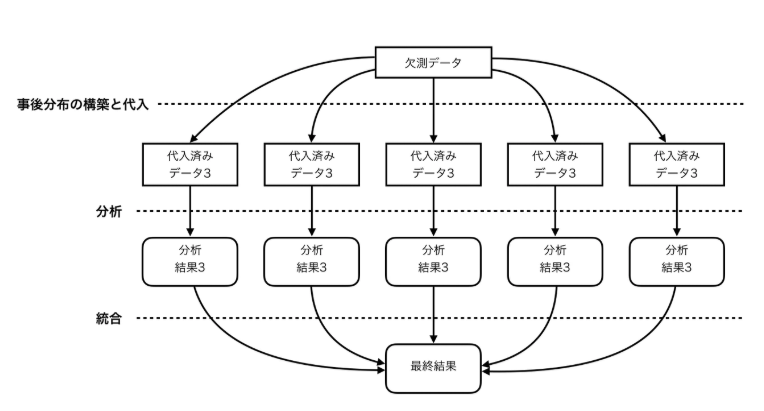 欠測データ
事後分布の構築と代入
代入済み
データ3
代入済み
データ3
代入済み
データ3
代入済み
データ3
代入済み
データ3
分析
分析
結果3
分析
結果3
分析
結果3
分析
結果3
分析
結果3
統合
最終結果